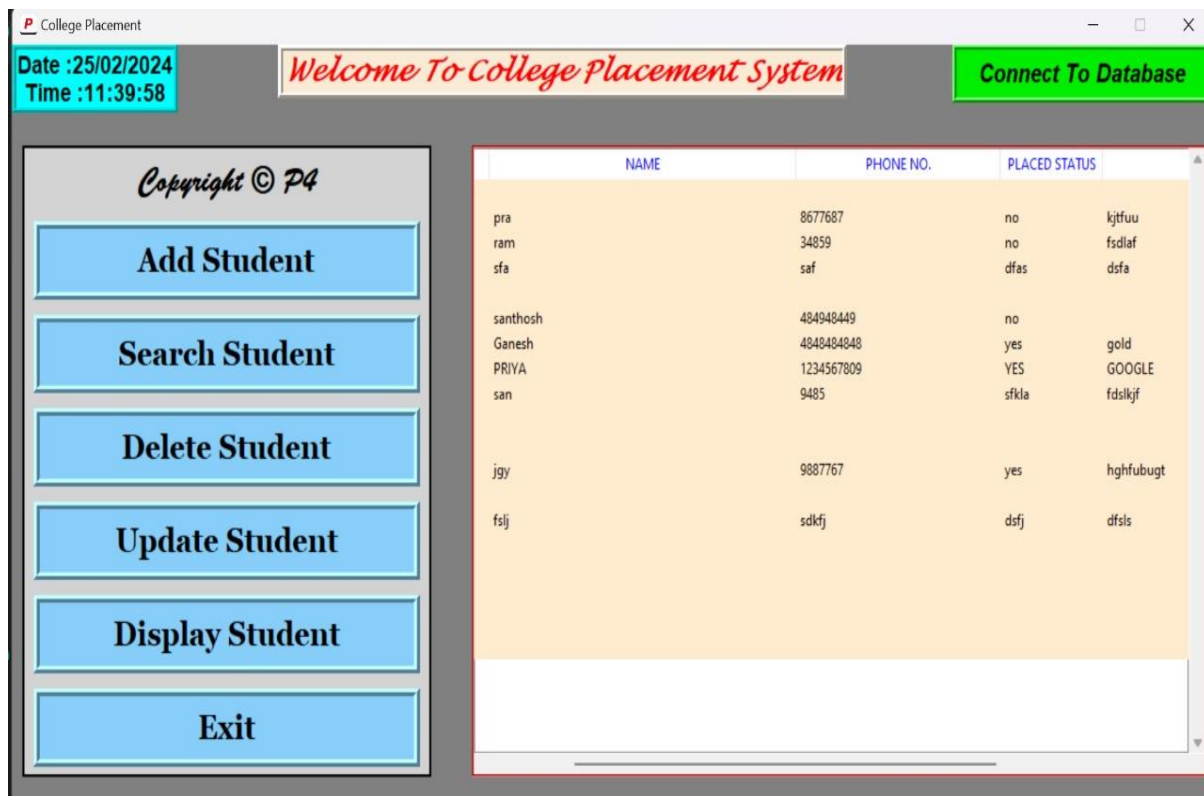 P College Placement
Date :25/02/2024
Time :11:39:58
Welcome To College Placement System
Connect To Database
Copyright © P4
Add Student
Search Student
Delete Student
Update Student
Display Student
Exit
NAME PHONE NO. PLACED STATUS
pra 8677687 no kjtfuu
ram 34859 no fsdlaf
sfa saf dfas dsfa
santhosh 484948449 no
Ganesh 4848484848 yes gold
PRIYA 1234567809 YES GOOGLE
san 9485 sfkla fdslkjf
jgy 9887767 yes hghfubugt
fslj sdkfj dsfj dfsls